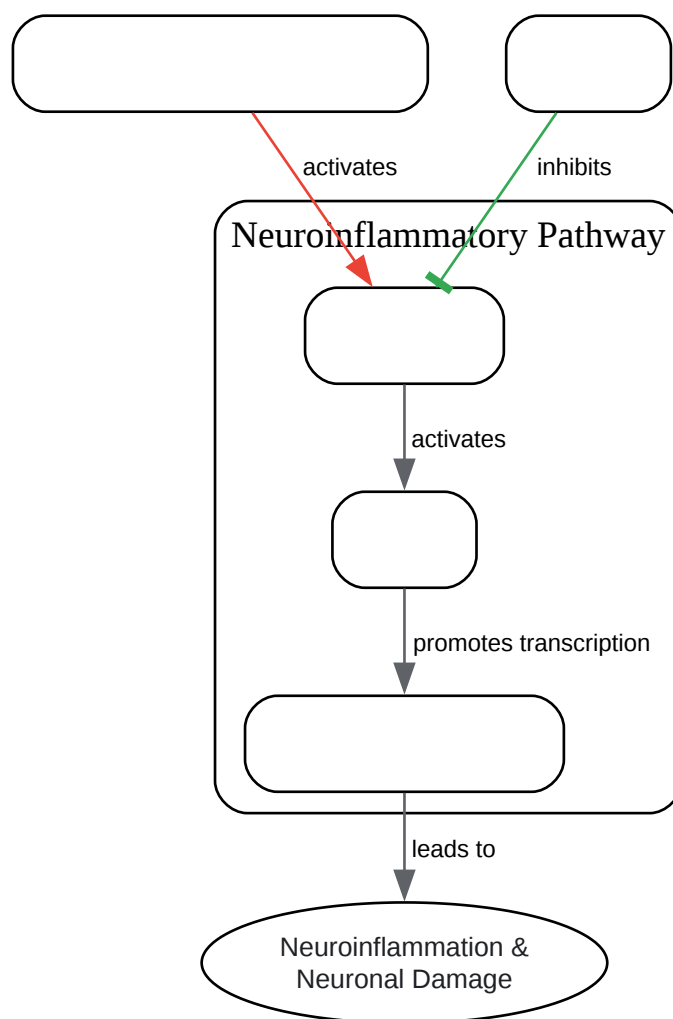 activates
inhibits
Neuroinflammatory Pathway
activates
promotes transcription
leads to
Neuroinflammation &
Neuronal Damage